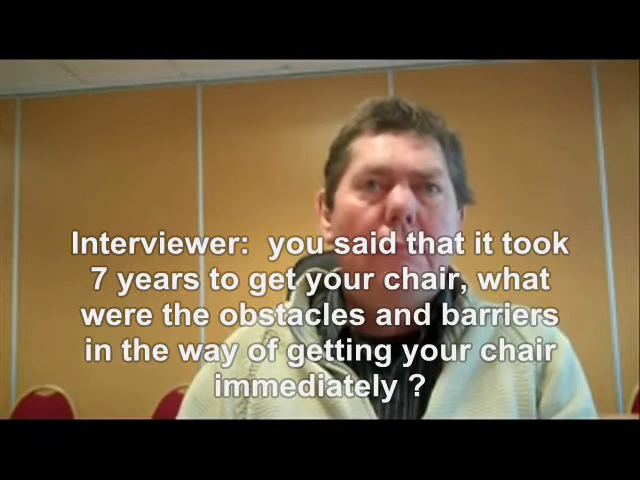 Interviewer:  you said that it took
7 years to get your chair, what
were the obstacles and barriers
in the way of getting your chair
immediately ?